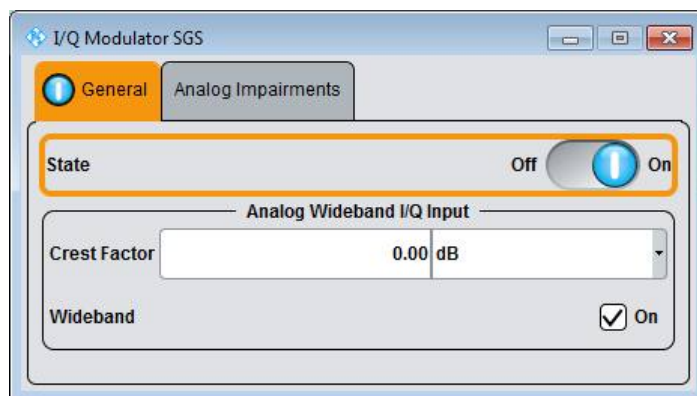 I/Q Modulator SGS
General Analog Impairments
State Off On
Analog Wideband I/Q Input
Crest Factor 0.00 dB
Wideband On